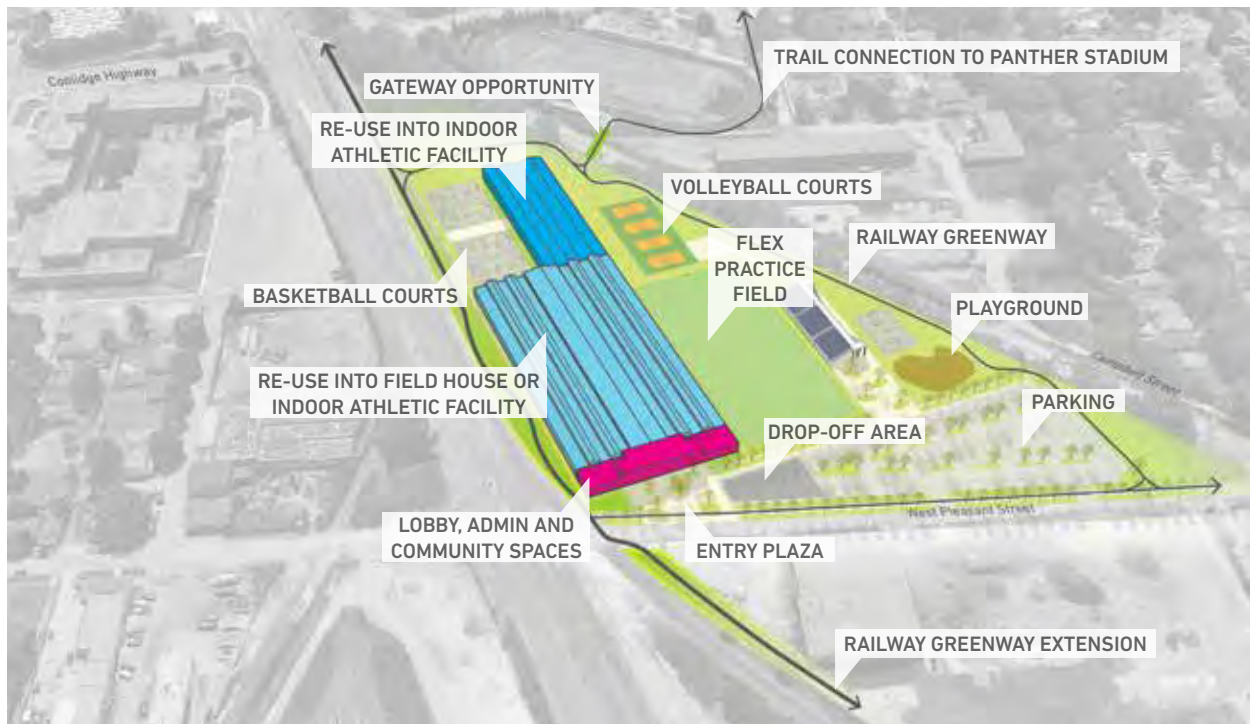 Coolidge Highway
TRAIL CONNECTION TO PANTHER STADIUM
GATEWAY OPPORTUNITY
RE-USE INTO INDOOR
ATHLETIC FACILITY
VOLLEYBALL COURTS
FLEX
PRACTICE
FIELD
RAILWAY GREENWAY
BASKETBALL COURTS
PLAYGROUND
RE-USE INTO FIELD HOUSE OR
INDOOR ATHLETIC FACILITY
PARKING
DROP-OFF AREA
West Pleasant Street
LOBBY, ADMIN AND
COMMUNITY SPACES
ENTRY PLAZA
RAILWAY GREENWAY EXTENSION
Street